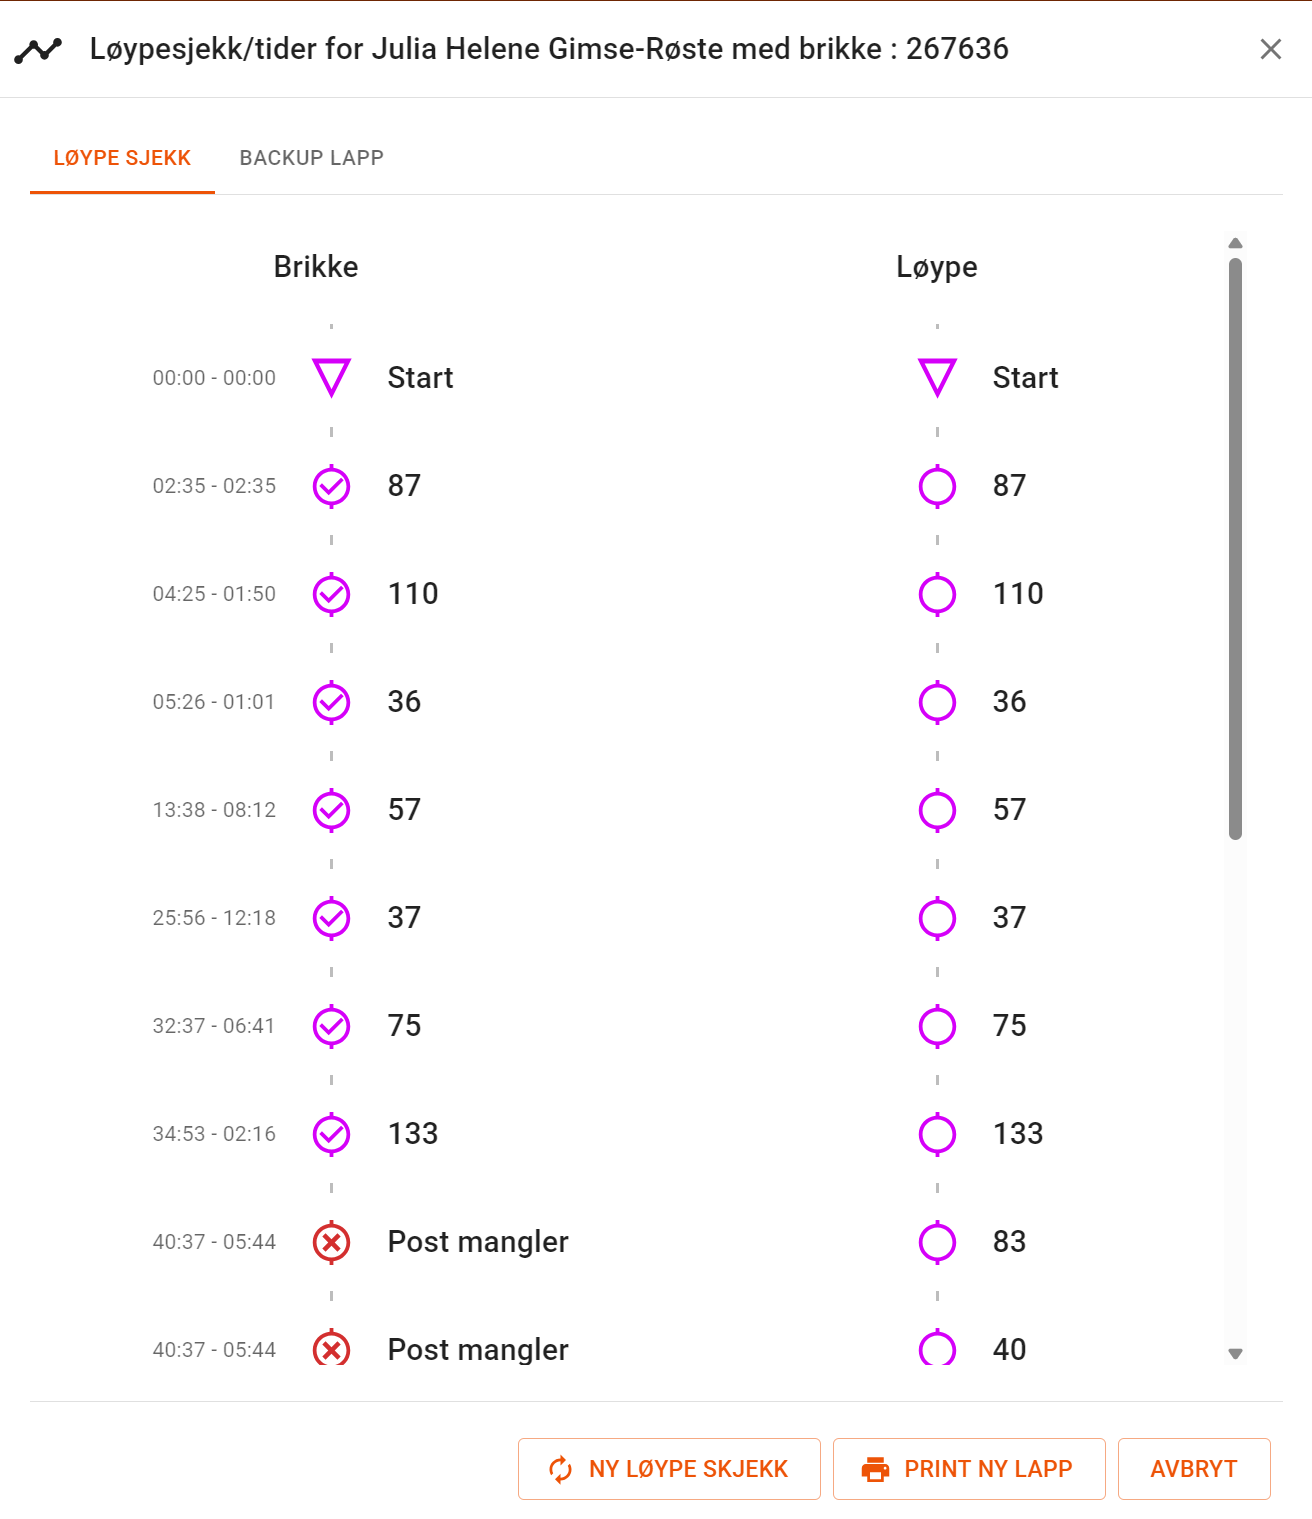 Løypesjekk/tider for Julia Helene Gimse-Røste med brikke : 267636
LØYPE SJEKK BACKUP LAPP
Brikke Løype
00:00 - 00:00 Start Start
02:35 - 02:35 87 87
04:25 - 01:50 110 110
05:26 - 01:01 36 36
13:38 - 08:12 57 57
25:56 - 12:18 37 37
32:37 - 06:41 75 75
34:53 - 02:16 133 133
40:37 - 05:44 Post mangler 83
40:37 - 05:44 Post mangler 40
NY LØYPE SKJEKK PRINT NY LAPP AVBRYT